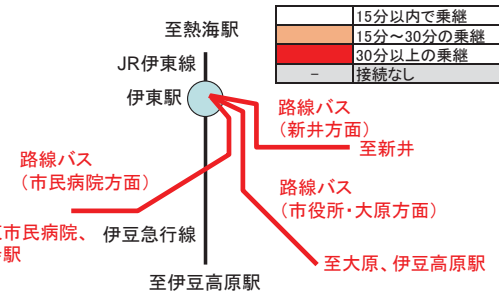 至熱海駅
JR伊東線
伊東駅
15分以内で乗継
15分～30分の乗継
30分以上の乗継
－ 接続なし
路線バス
（新井方面）
至新井
路線バス
（市民病院方面）
路線バス
（市役所・大原方面）
市民病院、
駅
伊豆急行線
至大原、伊豆高原駅
至伊豆高原駅